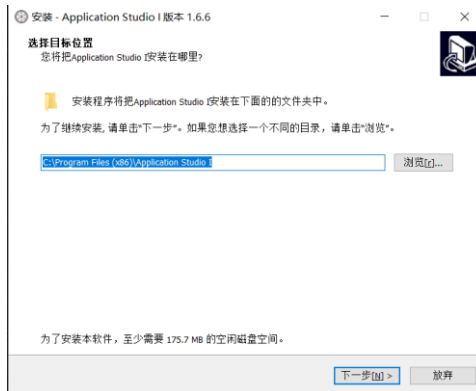 安装 - Application Studio I 版本 1.6.6
选择目标位置
您将把Application Studio I安装在哪里?
安装程序将把Application Studio I安装在下面的的文件夹中。
为了继续安装, 请单击“下一步”。如果您想选择一个不同的目录，请单击“浏览”。
C:\Program Files (x86)\Application Studio I
浏览[r]...
为了安装本软件，至少需要 175.7 MB 的空闲磁盘空间。
下一步[N] >
放弃